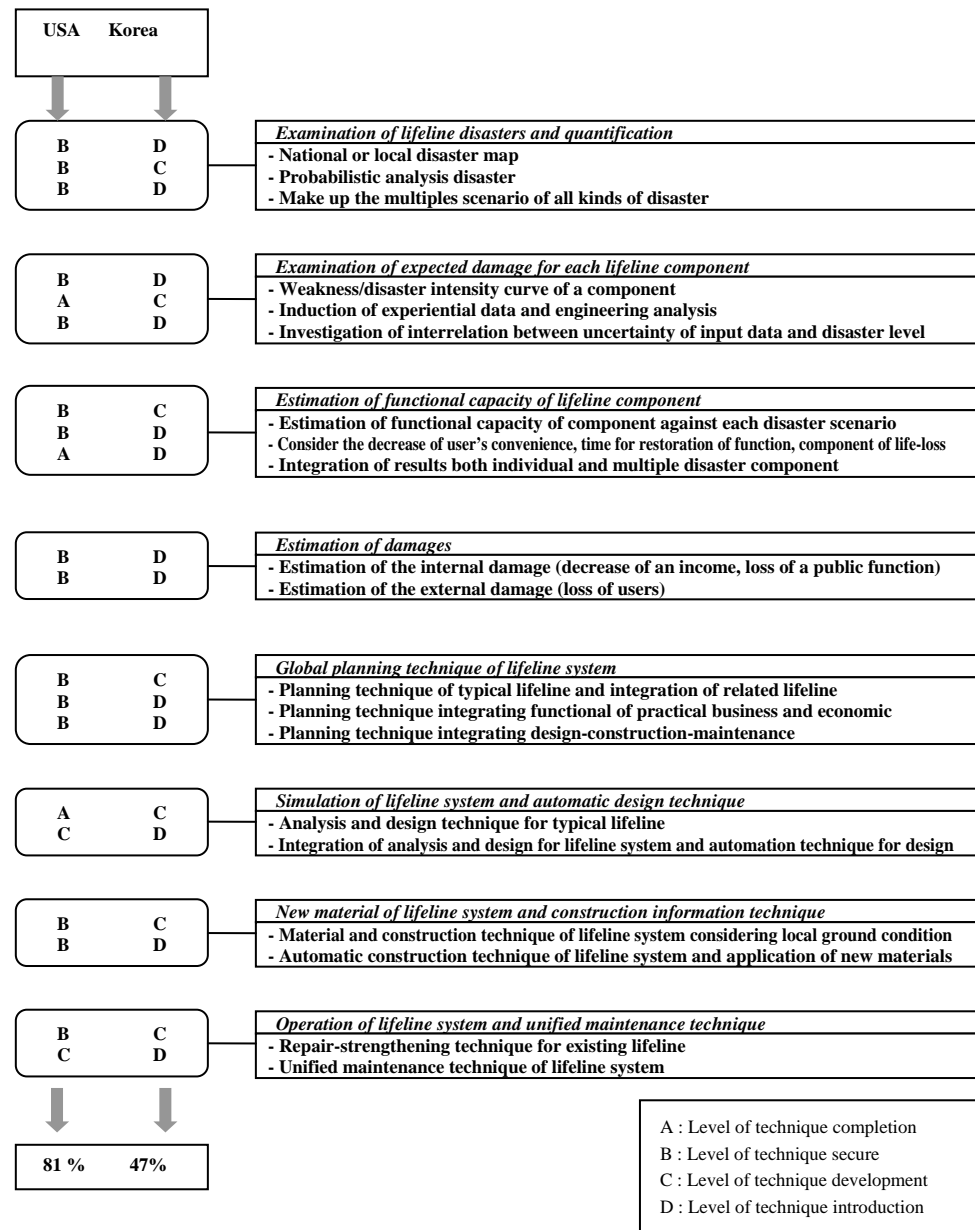 USA Korea
B D
B C
B D
Examination of lifeline disasters and quantification
- National or local disaster map
- Probabilistic analysis disaster
- Make up the multiples scenario of all kinds of disaster
B D
A C
B D
Examination of expected damage for each lifeline component
- Weakness/disaster intensity curve of a component
- Induction of experiential data and engineering analysis
- Investigation of interrelation between uncertainty of input data and disaster level
B C
B D
A D
Estimation of functional capacity of lifeline component
- Estimation of functional capacity of component against each disaster scenario
- Consider the decrease of user's convenience, time for restoration of function, component of life-loss
- Integration of results both individual and multiple disaster component
B D
B D
Estimation of damages
- Estimation of the internal damage (decrease of an income, loss of a public function)
- Estimation of the external damage (loss of users)
B C
B D
B D
Global planning technique of lifeline system
- Planning technique of typical lifeline and integration of related lifeline
- Planning technique integrating functional of practical business and economic
- Planning technique integrating design-construction-maintenance
A C
C D
Simulation of lifeline system and automatic design technique
- Analysis and design technique for typical lifeline
- Integration of analysis and design for lifeline system and automation technique for design
B C
B D
New material of lifeline system and construction information technique
- Material and construction technique of lifeline system considering local ground condition
- Automatic construction technique of lifeline system and application of new materials
B C
C D
Operation of lifeline system and unified maintenance technique
- Repair-strengthening technique for existing lifeline
- Unified maintenance technique of lifeline system
81 % 47%
A : Level of technique completion
B : Level of technique secure
C : Level of technique development
D : Level of technique introduction